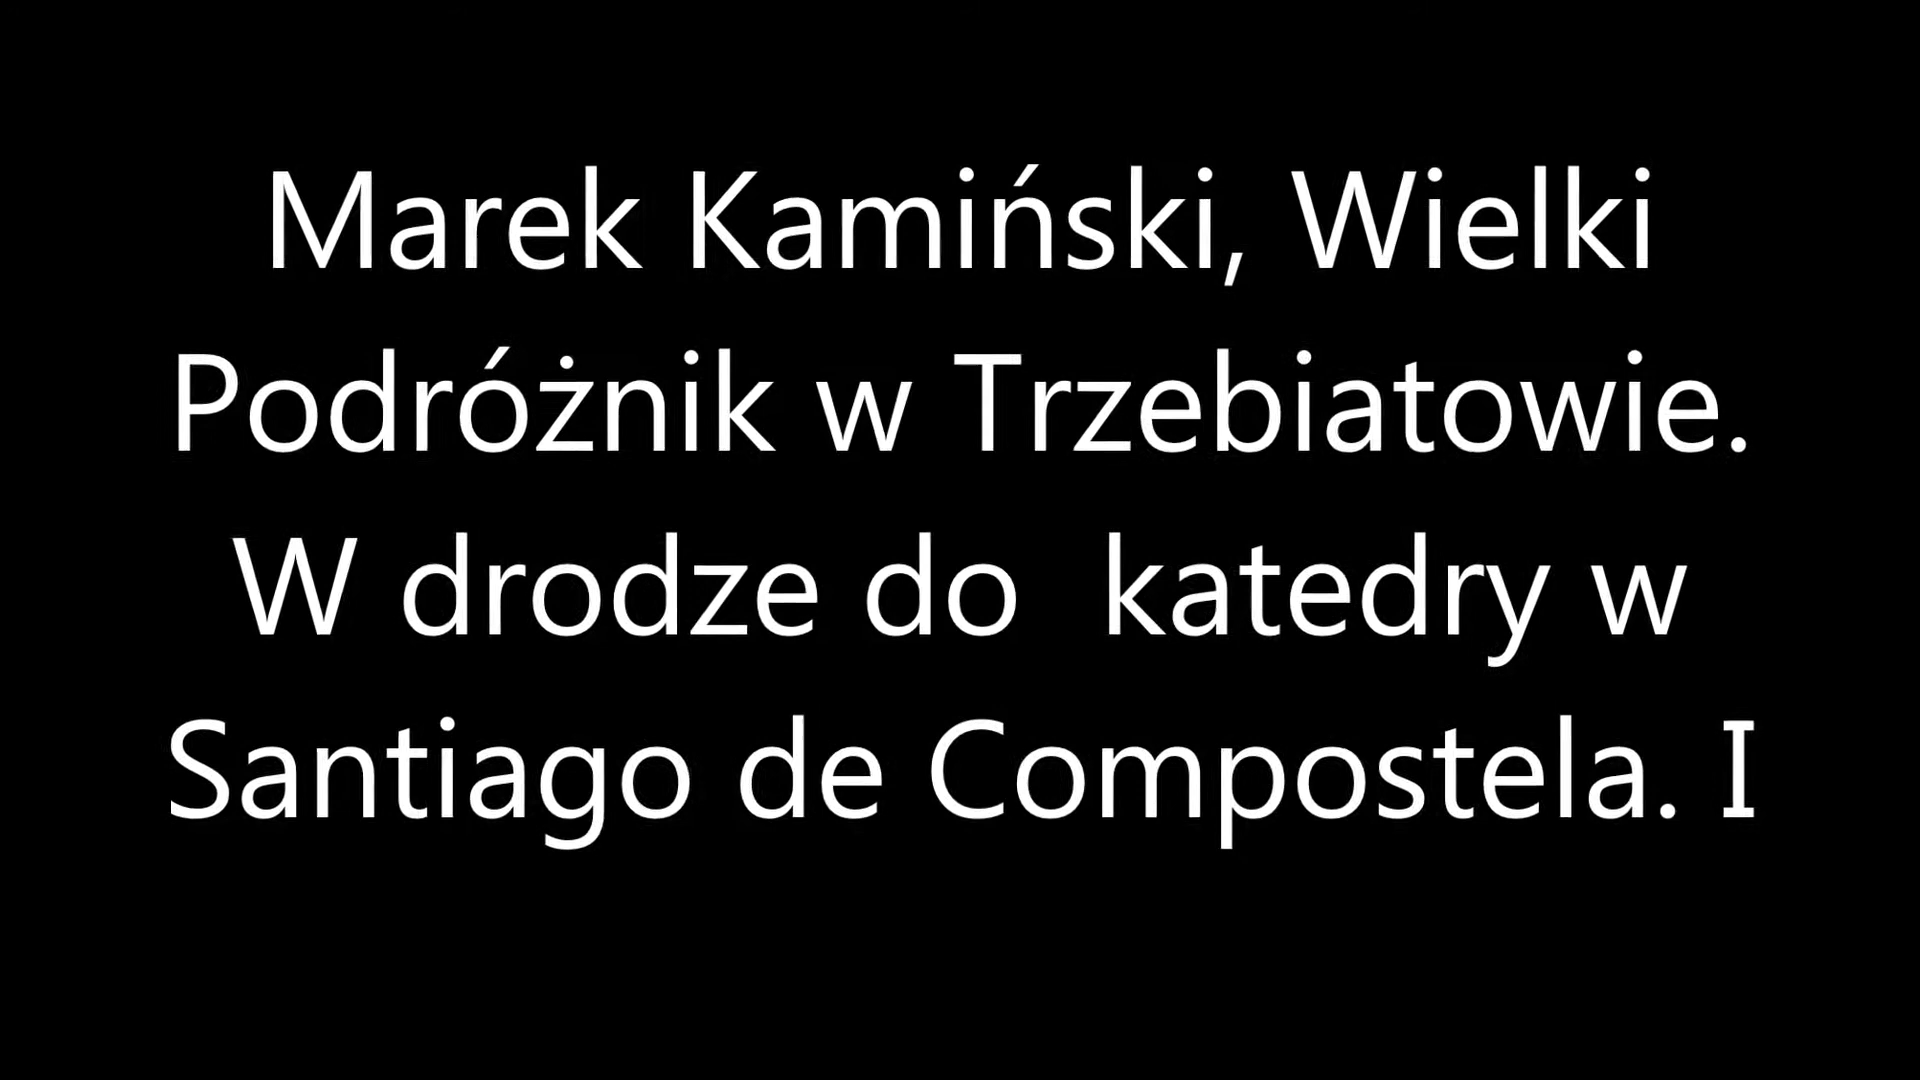 Marek Kamiński, Wielki
Podróżnik w Trzebiatowie.
W drodze do  katedry w
Santiago de Compostela. I